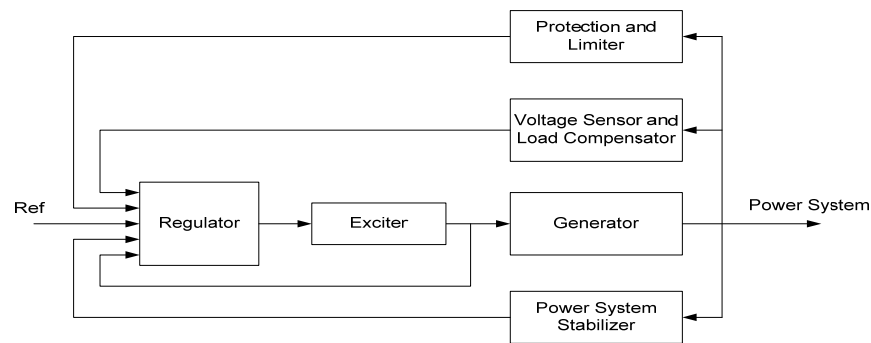 Protection and
Limiter
Voltage Sensor and
Load Compensator
Ref
Regulator
Exciter
Generator
Power System
Power System
Stabilizer